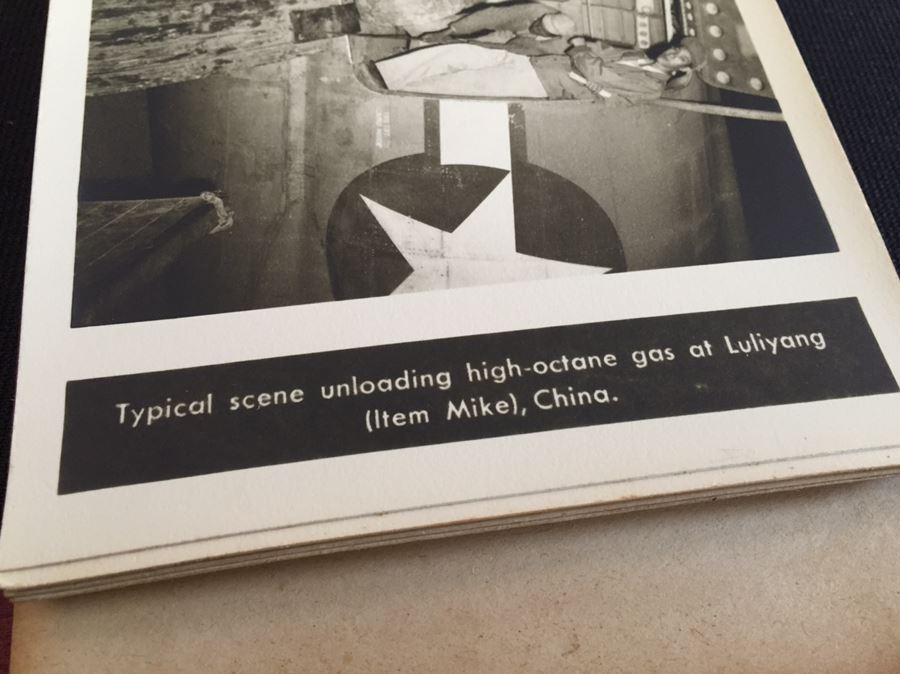 Typical scene unloading high-octane gas at Luliyang
(Item Mike), China.